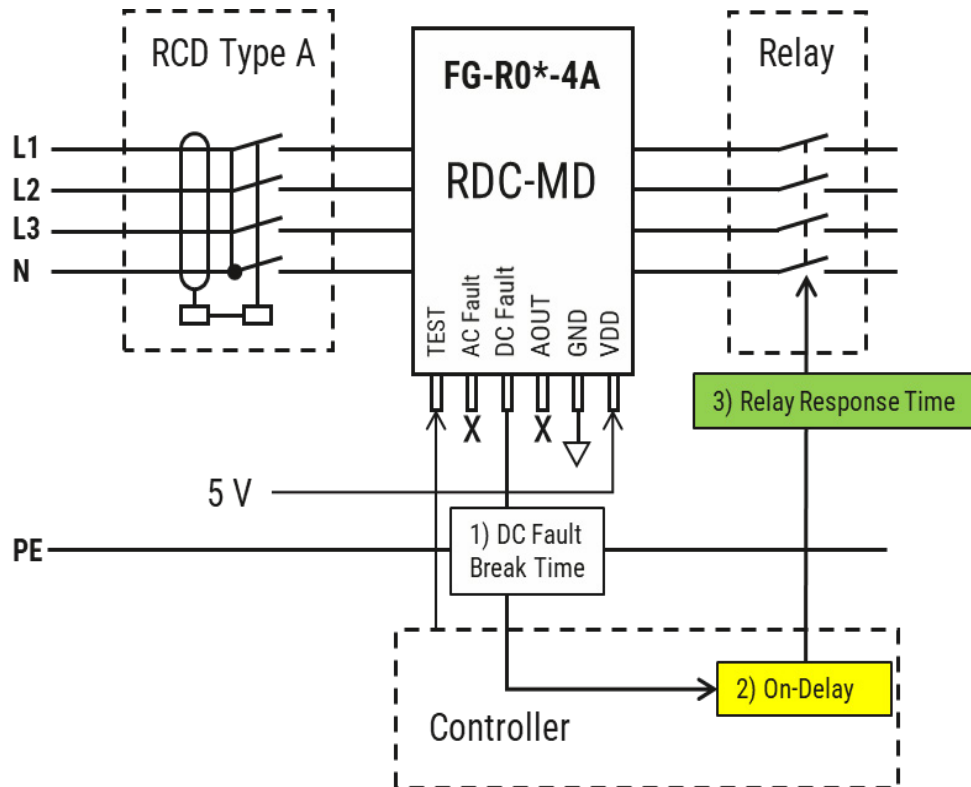 RCD Type A
FG-R0*-4A
RDC-MD
Relay
L1
L2
L3
N
TEST
AC Fault
DC Fault
AOUT
GND
VDD
X
X
3) Relay Response Time
5 V
PE
1) DC Fault
Break Time
2) On-Delay
Controller